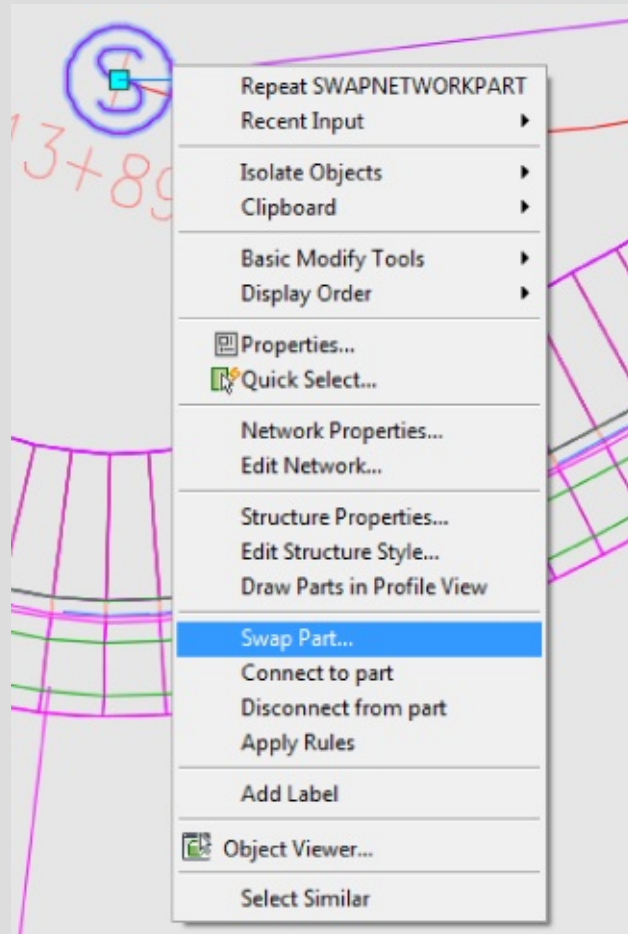 S
13+89
Repeat SWAPNETWORKPART
Recent Input
Isolate Objects
Clipboard
Basic Modify Tools
Display Order
Properties...
Quick Select...
Network Properties...
Edit Network...
Structure Properties...
Edit Structure Style...
Draw Parts in Profile View
Swap Part...
Connect to part
Disconnect from part
Apply Rules
Add Label
Object Viewer...
Select Similar